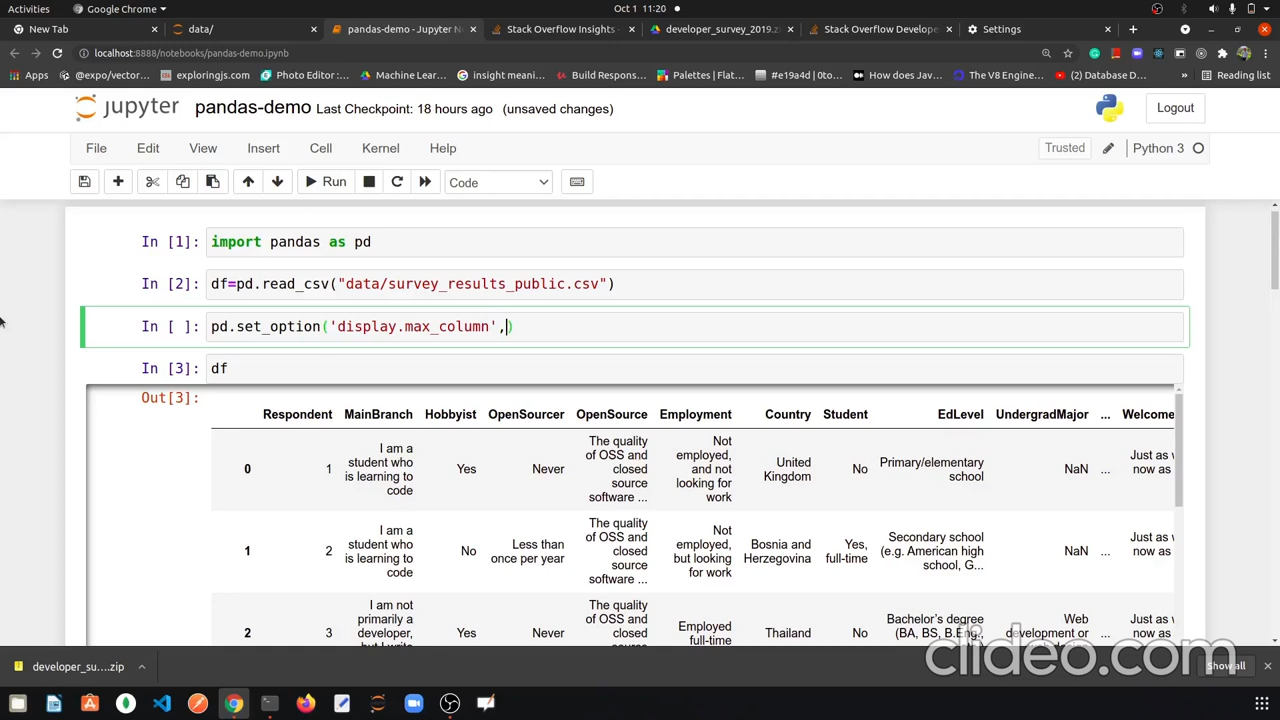 Activities Google Chrome Oct 1 11:20
New Tab data/ pandas-demo - Jupyter N Stack Overflow Insights - developer_survey_2019.z Stack Overflow Develope Settings
localhost:8888/notebooks/pandas-demo.ipynb
Apps @expo/vector... exploringjs.com Photo Editor :... Machine Lear... insight meani... Build Respons... Palettes | Flat... #e19a4d | 0to... How does Jav... The V8 Engine... (2) Database D... » Reading list
jupyter pandas-demo Last Checkpoint: 18 hours ago (unsaved changes) Logout
File Edit View Insert Cell Kernel Help Trusted Python 3
Run Code
In [1]: import pandas as pd
In [2]: df=pd.read_csv("data/survey_results_public.csv")
In [ ]: pd.set_option('display.max_column',)
In [3]: df
Out[3]:
Respondent MainBranch Hobbyist OpenSourcer OpenSource Employment Country Student EdLevel UndergradMajor ... Welcome
0 1 I am a student who is learning to code Yes Never The quality of OSS and closed source software ... Not employed, and not looking for work United Kingdom No Primary/elementary school NaN ... Just as w now as
1 2 I am a student who is learning to code No Less than once per year The quality of OSS and closed source software ... Not employed, but looking for work Bosnia and Herzegovina Yes, full-time Secondary school (e.g. American high school, G... NaN ... Just as w now as
2 3 I am not primarily a developer, but I write Yes Never The quality of OSS and closed source Employed full-time Thailand No Bachelor's degree (BA, BS, B.Eng., Web development or Just as
clideo.com
developer_su....zip Show all